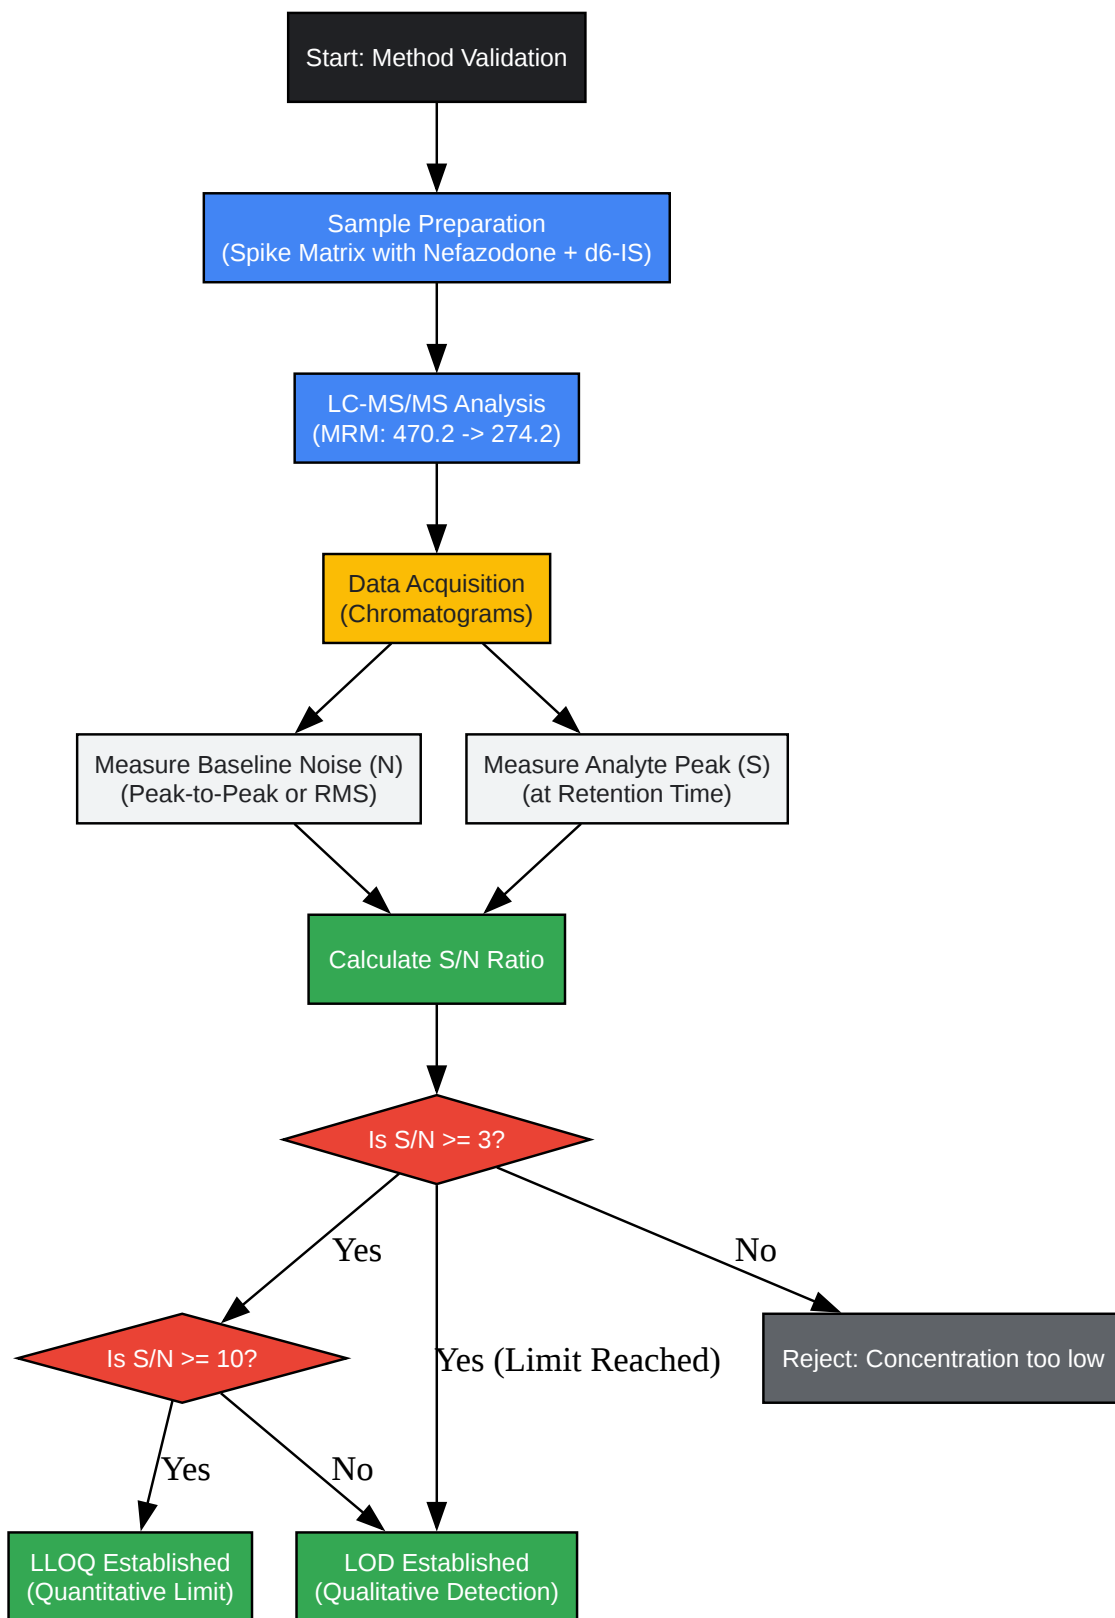 Start: Method Validation
Sample Preparation
(Spike Matrix with Nefazodone + d6-IS)
LC-MS/MS Analysis
(MRM: 470.2 -> 274.2)
Data Acquisition
(Chromatograms)
Measure Baseline Noise (N)
(Peak-to-Peak or RMS)
Measure Analyte Peak (S)
(at Retention Time)
Calculate S/N Ratio
Is S/N >= 3?
Yes
No
Is S/N >= 10?
Yes (Limit Reached)
Reject: Concentration too low
Yes
No
LLOQ Established
(Quantitative Limit)
LOD Established
(Qualitative Detection)